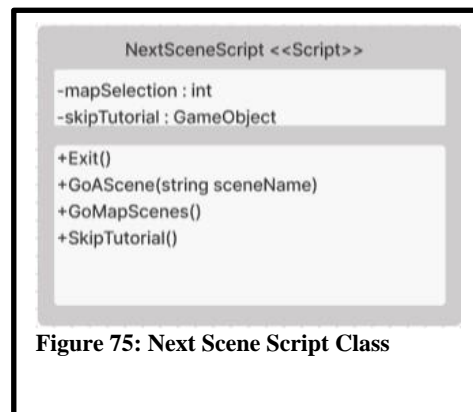 NextSceneScript <<Script>>
-mapSelection : int
-skipTutorial : GameObject
+Exit()
+GoAScene(string sceneName)
+GoMapScenes()
+SkipTutorial()
Figure 75: Next Scene Script Class